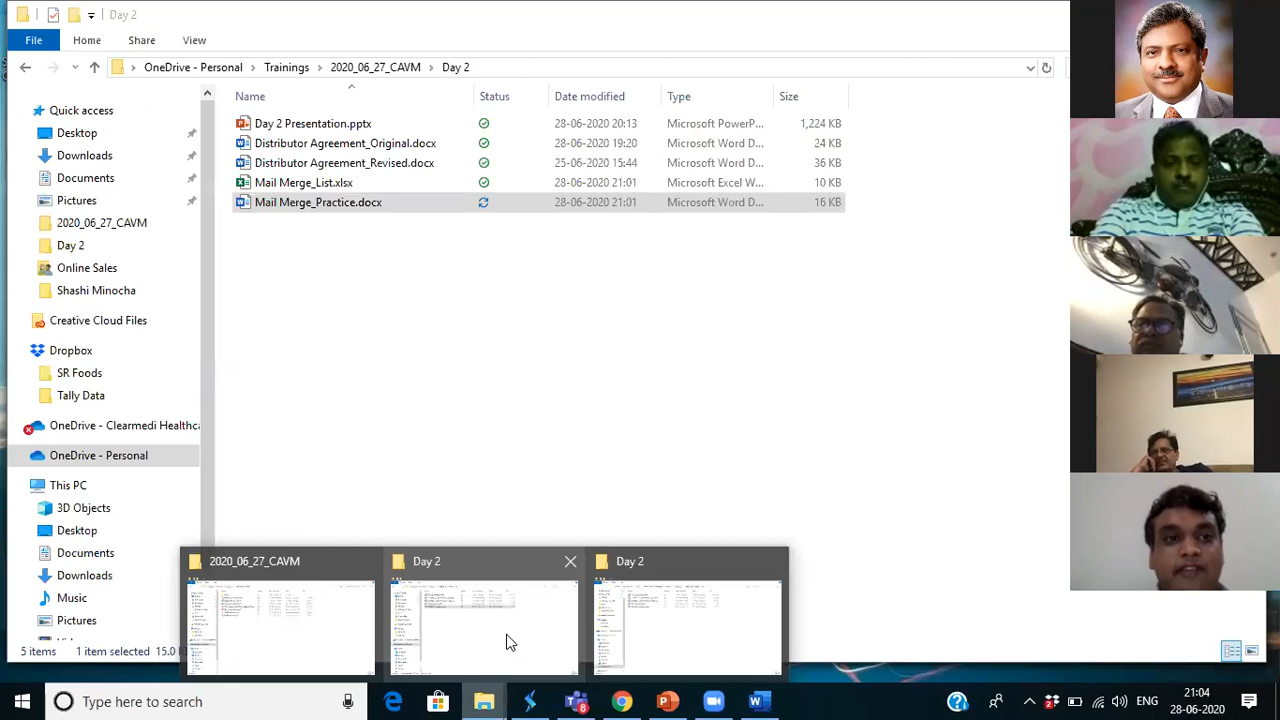 Day 2
File Home Share View
OneDrive - Personal > Trainings > 2020_06_27_CAVM > Day 2
Name Status Date modified Type Size
Day 2 Presentation.pptx 28-06-2020 20:13 Microsoft PowerP... 1,224 KB
Distributor Agreement_Original.docx 28-06-2020 19:20 Microsoft Word D... 24 KB
Distributor Agreement_Revised.docx 25-06-2020 15:44 Microsoft Word D... 36 KB
Mail Merge_List.xlsx 28-06-2020 21:01 Microsoft Excel W... 10 KB
Mail Merge_Practice.docx 28-06-2020 21:01 Microsoft Word D... 16 KB
Quick access
Desktop
Downloads
Documents
Pictures
2020_06_27_CAVM
Day 2
Online Sales
Shashi Minocha
Creative Cloud Files
Dropbox
SR Foods
Tally Data
OneDrive - Clearmedi Healthca
OneDrive - Personal
This PC
3D Objects
Desktop
Documents
Downloads
Music
Pictures
5 items 1 item selected 15.0
2020_06_27_CAVM Day 2 Day 2
Type here to search
ENG
21:04
28-06-2020